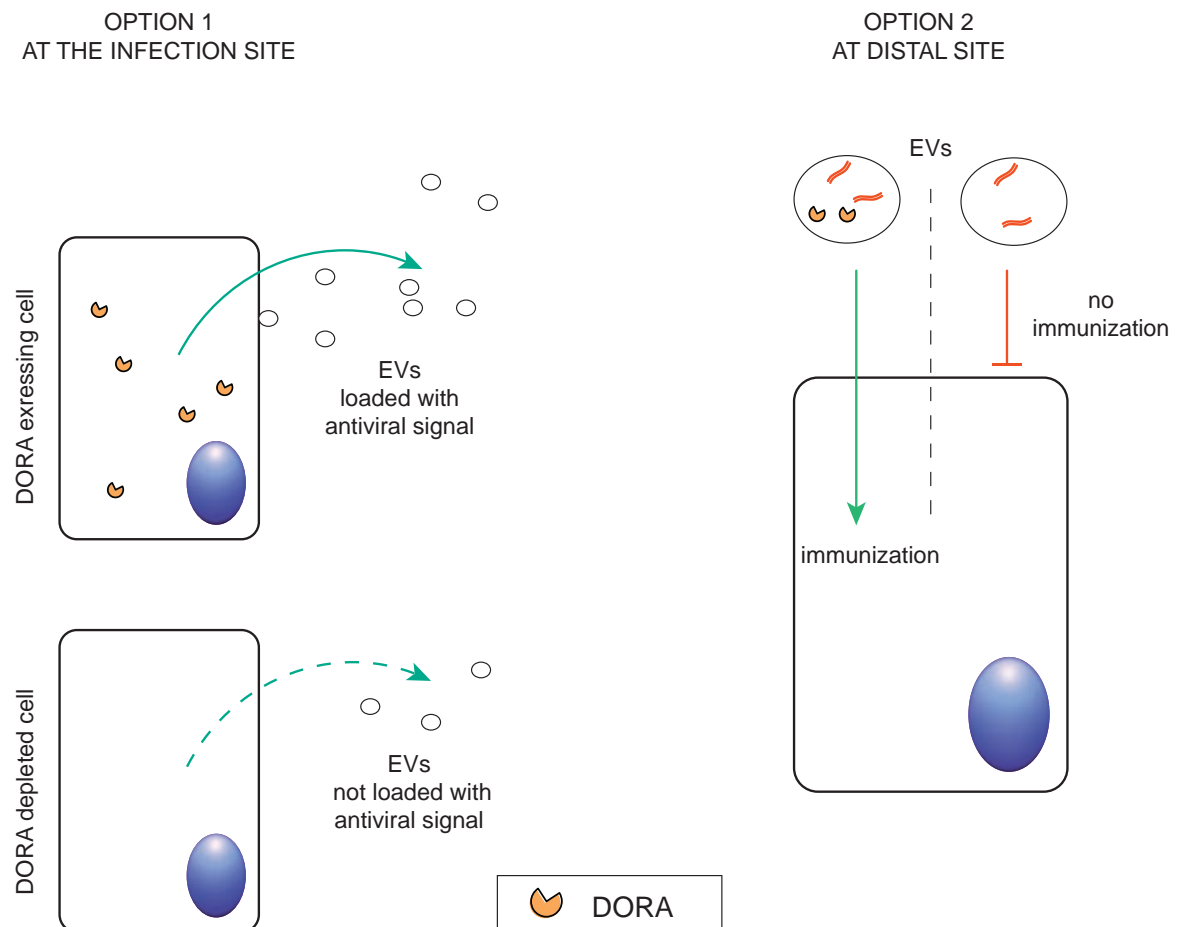 OPTION 1
AT THE INFECTION SITE
DORA exressing cell
EVs
loaded with
antiviral signal
DORA depleted cell
EVs
not loaded with
antiviral signal
OPTION 2
AT DISTAL SITE
EVs
no
immunization
immunization
DORA